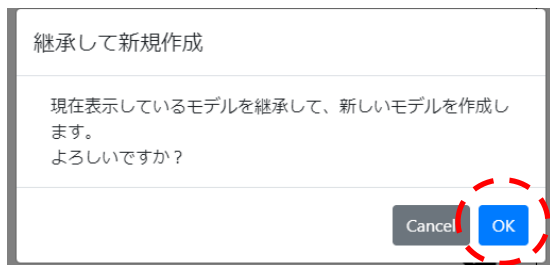 継承して新規作成
現在表示しているモデルを継承して、新しいモデルを作成し
ます。
よろしいですか？
Cancel OK